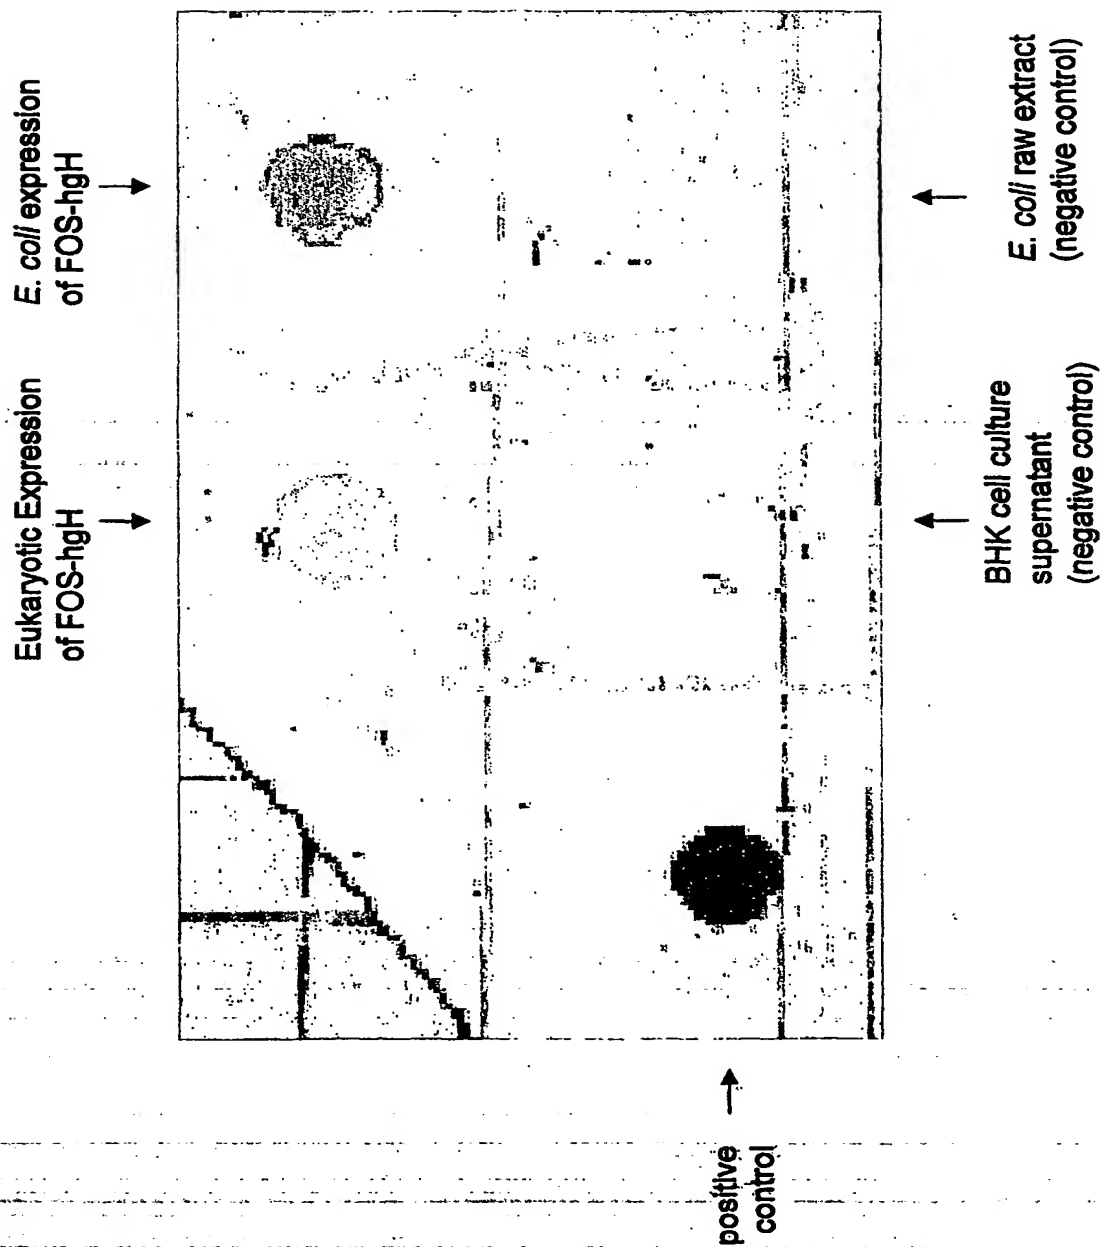 E. coli expression
of FOS-hgH
Eukaryotic Expression
of FOS-hgH
E. coli raw extract
(negative control)
BHK cell culture
supernatant
(negative control)
positive
control